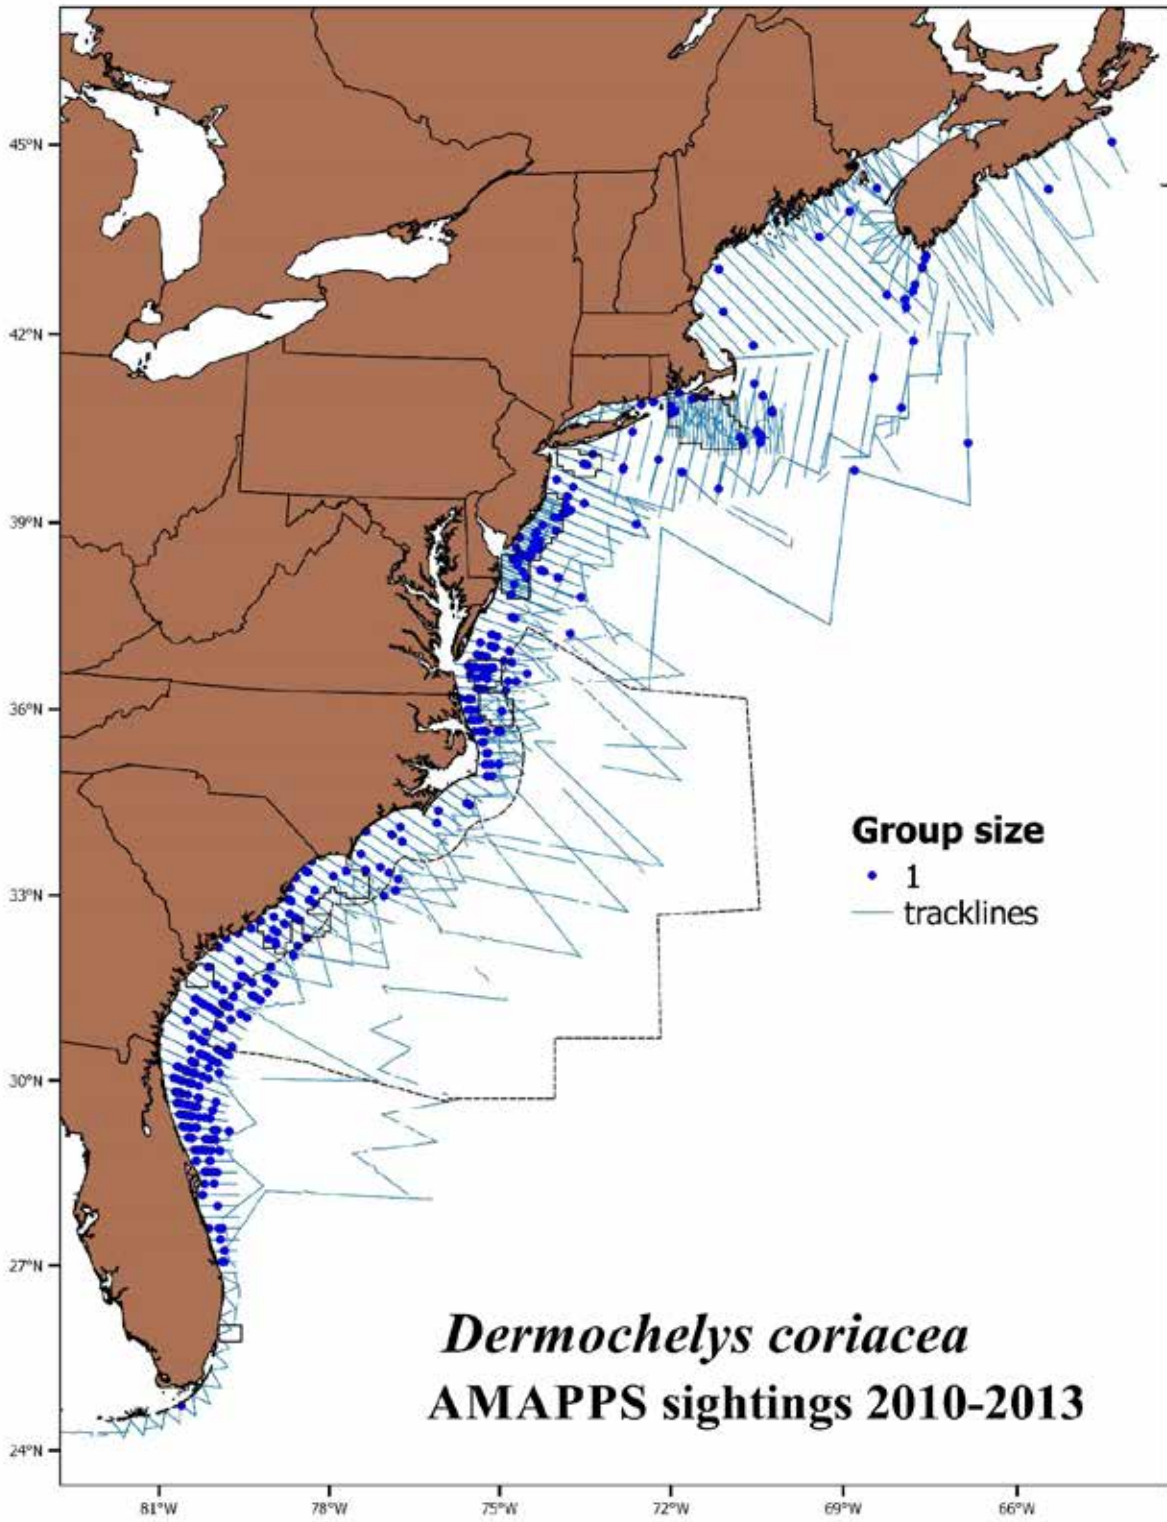 45°N
42°N
39°N
36°N
33°N
30°N
27°N
24°N
Group size
1
tracklines
Dermochelys coriacea
AMAPPS sightings 2010-2013
81°W
78°W
75°W
72°W
69°W
66°W